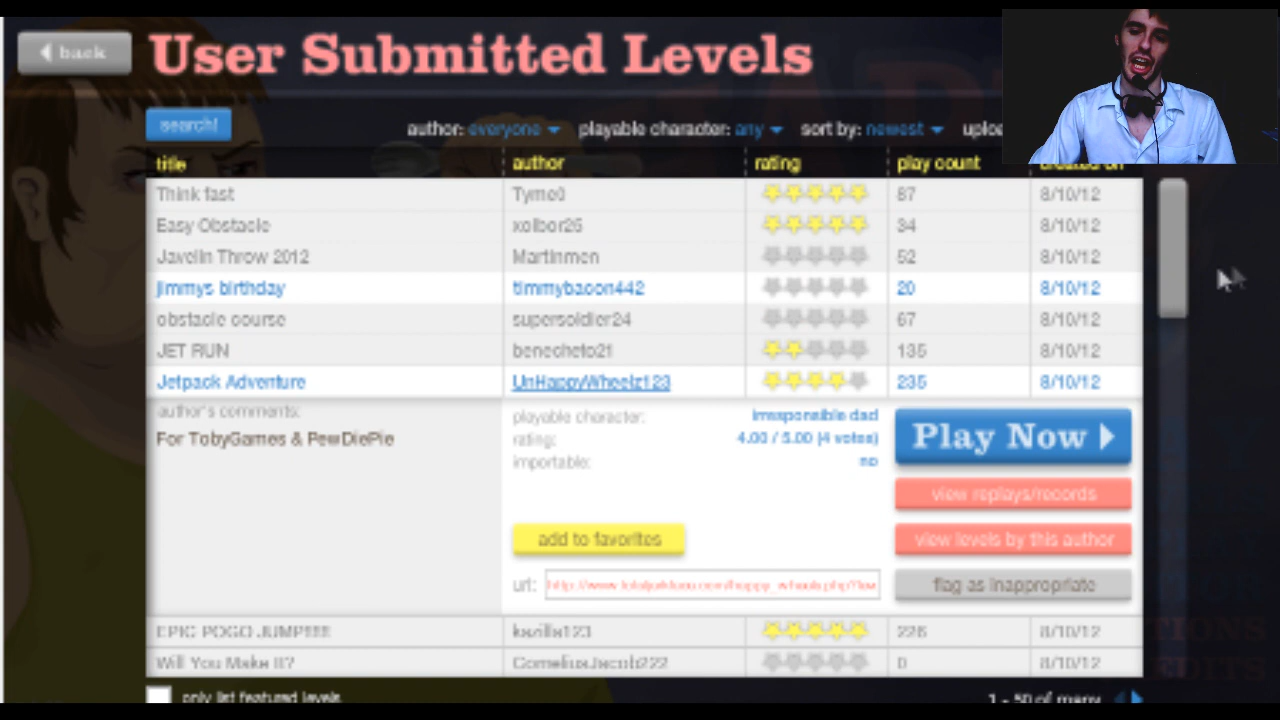 back
User Submitted Levels
search!
author: everyone playable character: any sort by: newest
title author rating play count
Think fast Tyme0 87 8/10/12
Easy Obstacle xolbor25 34 8/10/12
Javelin Throw 2012 Martinmen 52 8/10/12
jimmys birthday timmybacon442 20 8/10/12
obstacle course supersoldier24 67 8/10/12
JET RUN benecheto21 135 8/10/12
Jetpack Adventure UnHappyWheelz123 235 8/10/12
author's comments:
For TobyGames & PewDiePie
playable character: irresponsible dad
rating: 4.00 / 5.00 (4 votes)
importable: no
Play Now
view replays/records
add to favorites
view levels by this author
url:
flag as inappropriate
EPIC POGO JUMP!!!!! kazilla123 226 8/10/12
Will You Make It? CorneliusJacob222 0 8/10/12
only list featured levels
1 - 50 of many